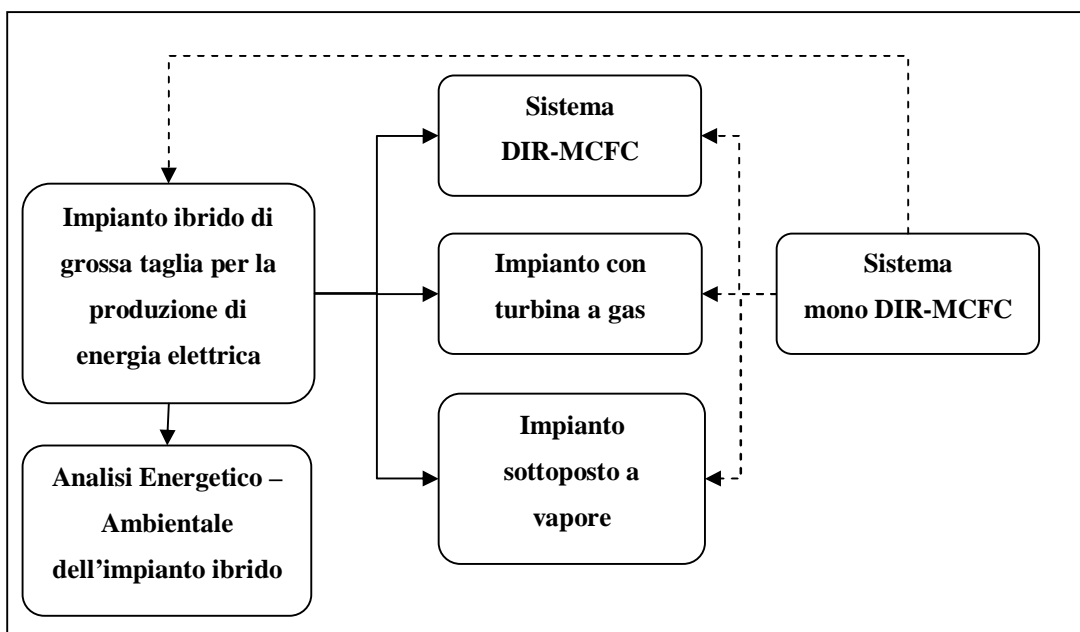 Sistema
DIR-MCFC
Impianto ibrido di
grossa taglia per la
produzione di
energia elettrica
Impianto con
turbina a gas
Sistema
mono DIR-MCFC
Impianto
sottoposto a
vapore
Analisi Energetico –
Ambientale
dell’impianto ibrido